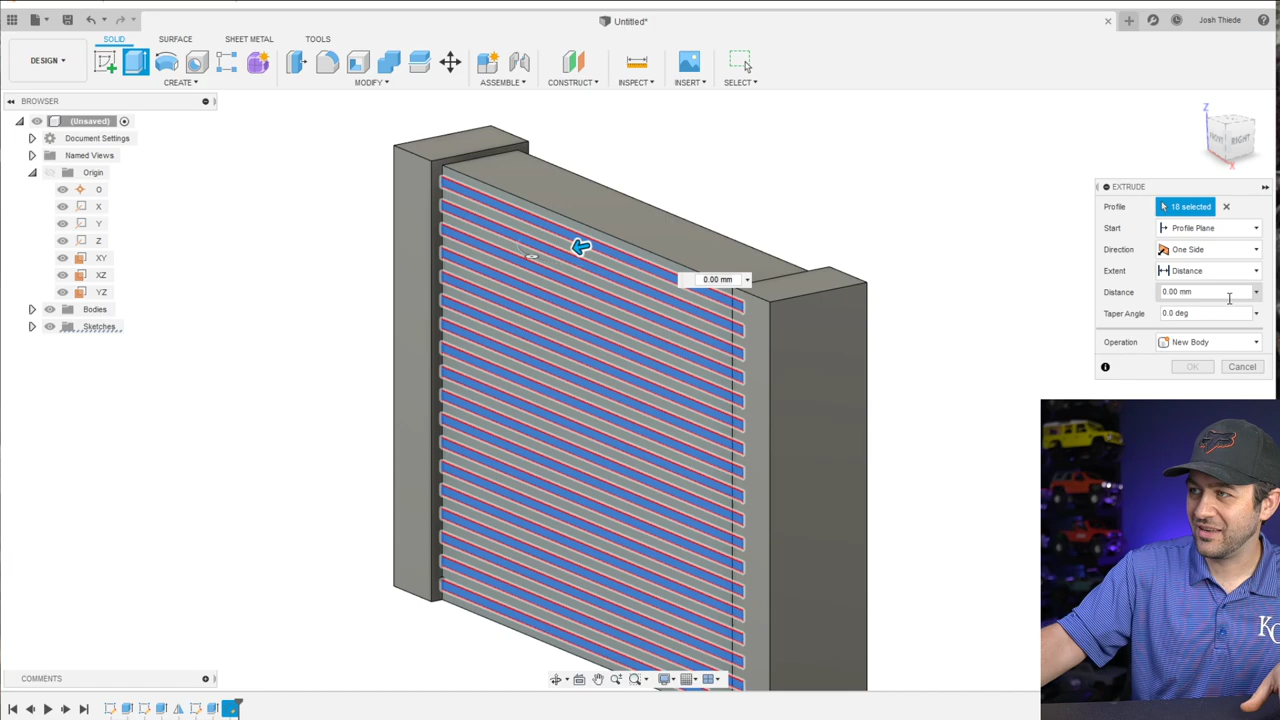 Untitled*
Josh Thiede
SOLID SURFACE SHEET METAL TOOLS
DESIGN
CREATE MODIFY ASSEMBLE CONSTRUCT INSPECT INSERT SELECT
BROWSER
(Unsaved)
Document Settings
Named Views
Origin
O
X
Y
Z
XY
XZ
YZ
Bodies
Sketches
Z
RIGHT
X
0.00 mm
EXTRUDE
Profile 18 selected
Start Profile Plane
Direction One Side
Extent Distance
Distance 0.00 mm
Taper Angle 0.0 deg
Operation New Body
OK Cancel
COMMENTS